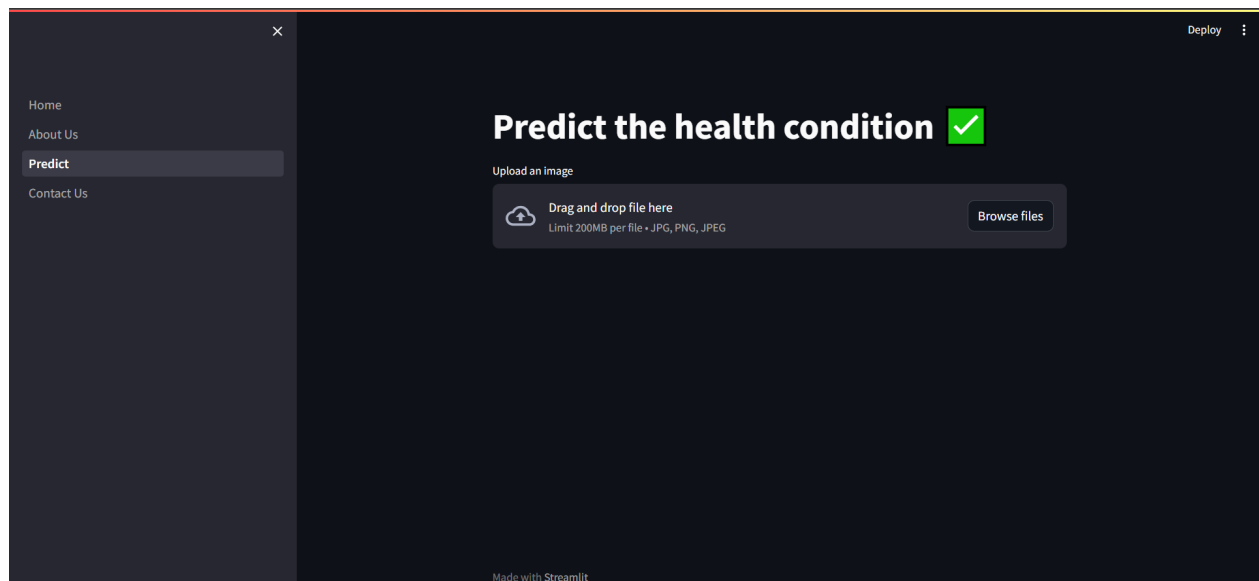 Deploy
Home
About Us
Predict
Contact Us
Predict the health condition ✅
Upload an image
Drag and drop file here
Limit 200MB per file • JPG, PNG, JPEG
Browse files
Made with Streamlit